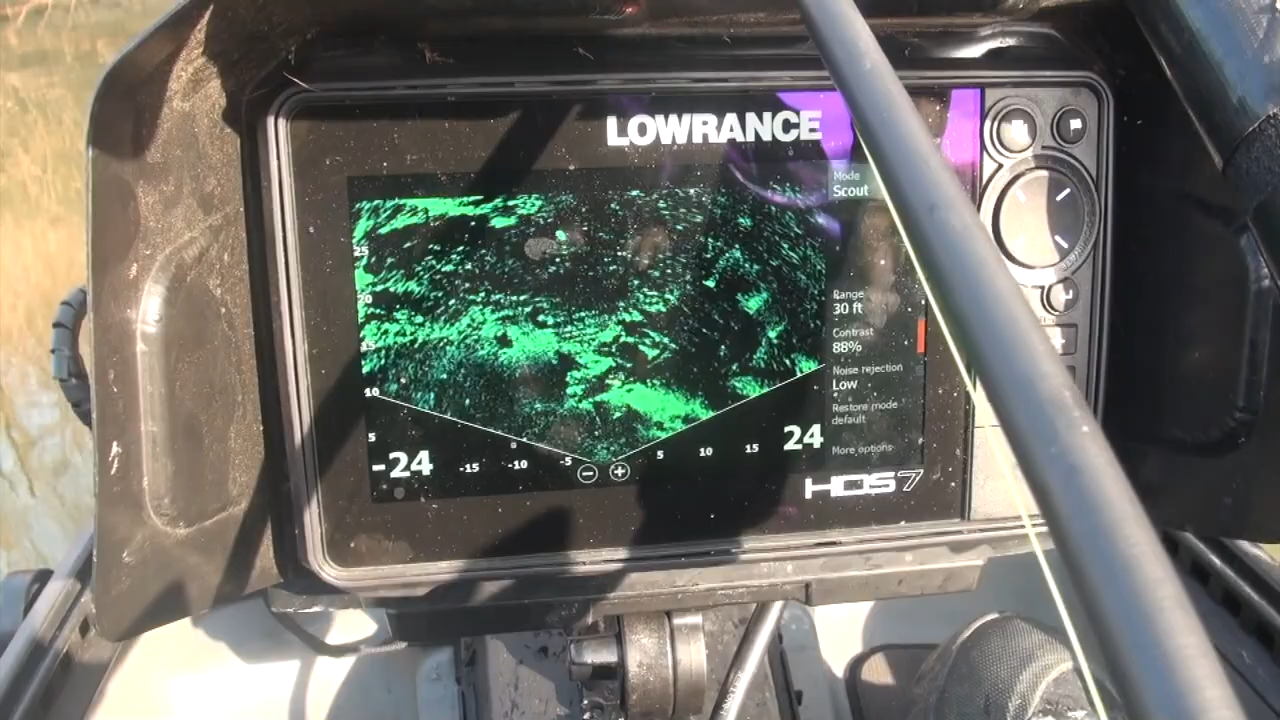 LOWRANCE
Mode
Scout
25
20
15
10
5
Range
30 ft
Contrast
88%
Noise rejection
Low
Restore mode
default
More options
-24
-15
-10
-5
5
10
15
24
HDS7